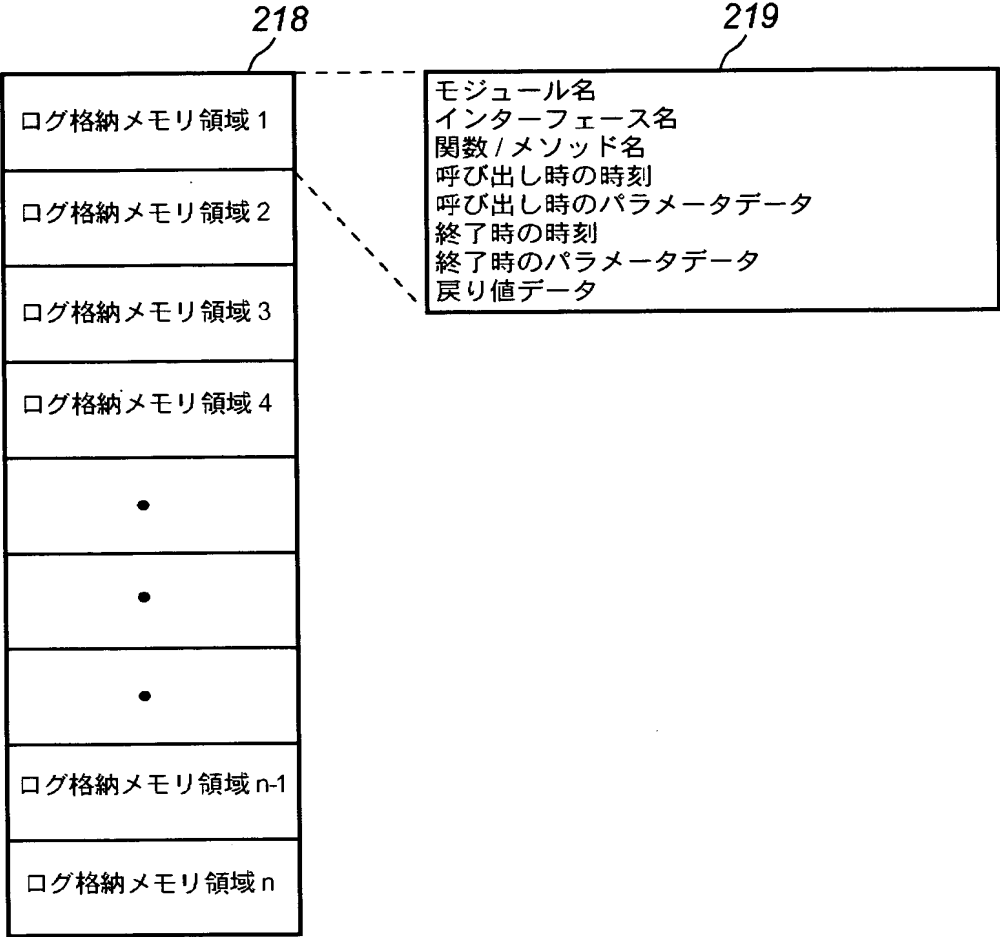 218
219
ログ格納メモリ領域 1
ログ格納メモリ領域 2
ログ格納メモリ領域 3
ログ格納メモリ領域 4
ログ格納メモリ領域 n-1
ログ格納メモリ領域 n
モジュール名
インターフェース名
関数 / メソッド名
呼び出し時の時刻
呼び出し時のパラメータデータ
終了時の時刻
終了時のパラメータデータ
戻り値データ